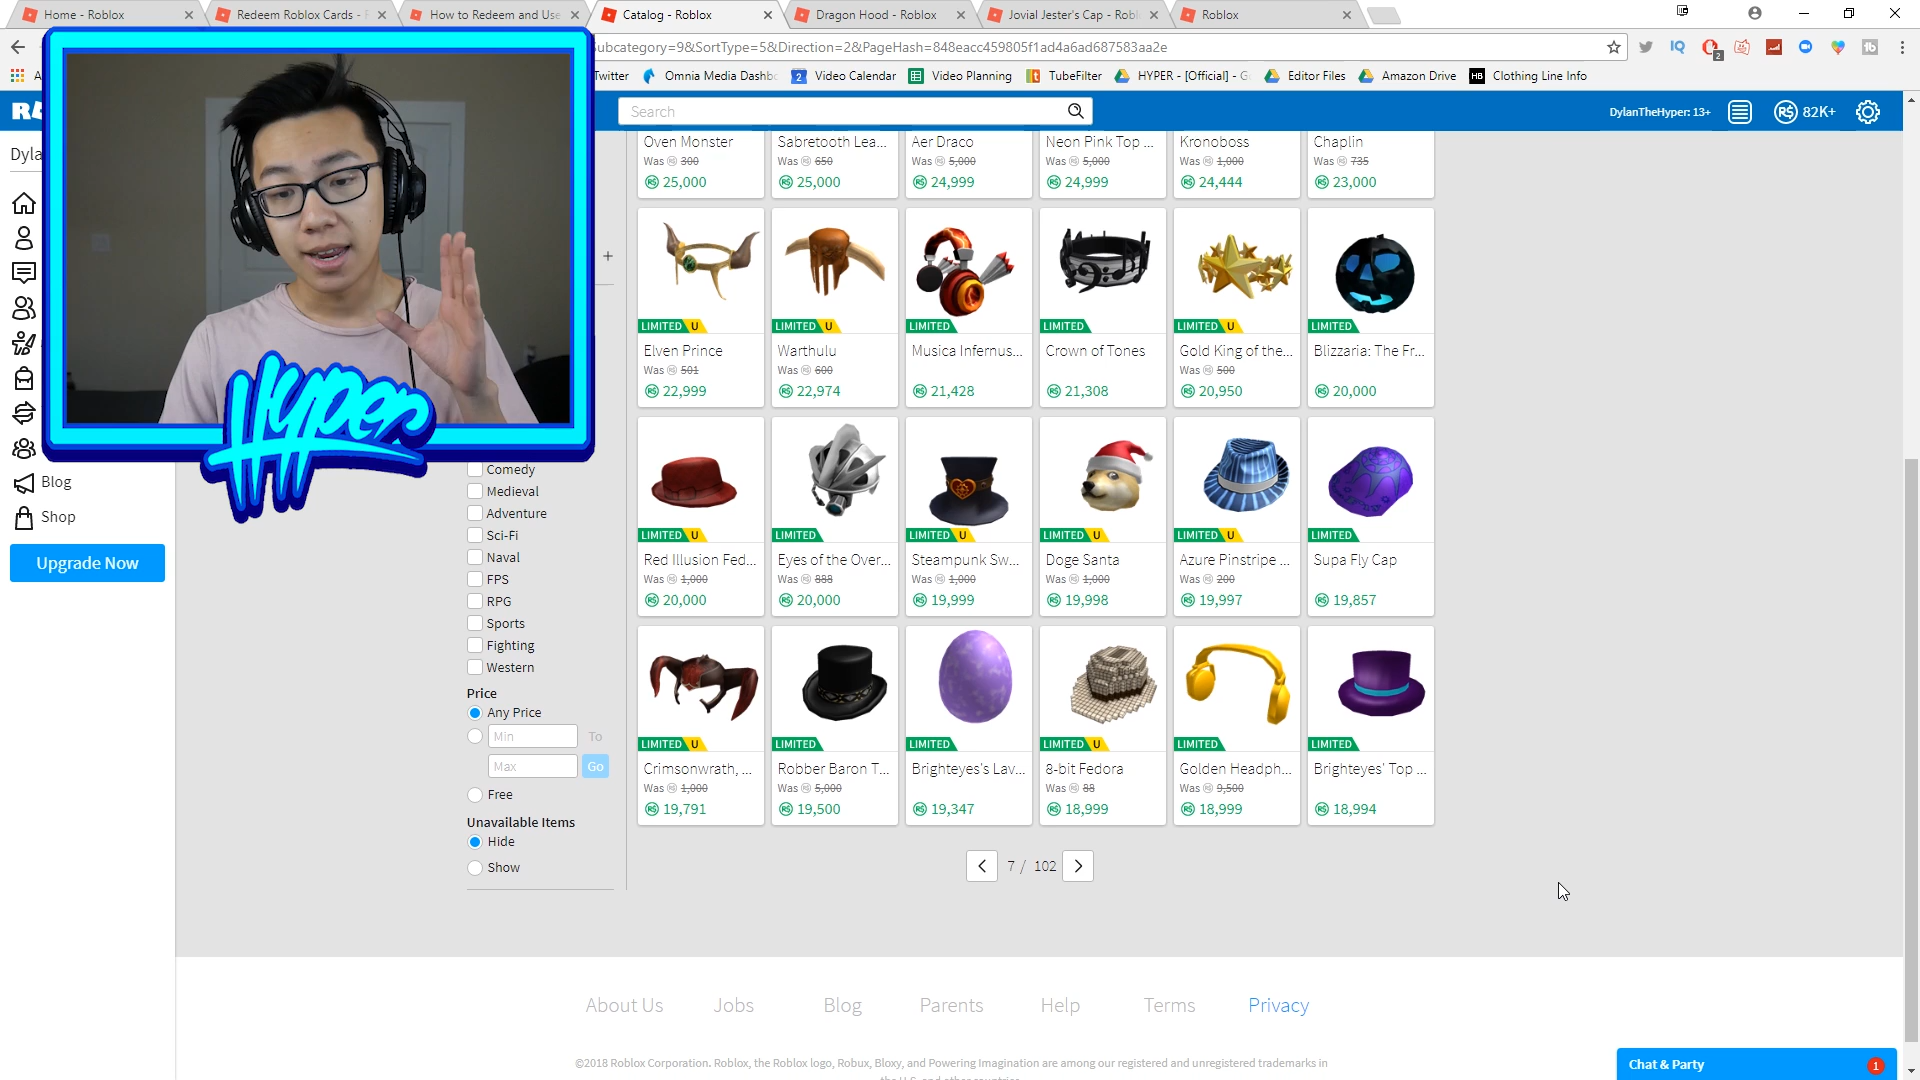 Home - Roblox
Redeem Roblox Cards - R
How to Redeem and Use
Catalog - Roblox
Dragon Hood - Roblox
Jovial Jester's Cap - Robl
Roblox
Subcategory=9&SortType=5&Direction=2&PageHash=848eacc459805f1ad4a6ad687583aa2e
IQ
2
tb
A
Twitter
Omnia Media Dashbo
2 Video Calendar
Video Planning
TubeFilter
HYPER - [Official] - G
Editor Files
Amazon Drive
HB Clothing Line Info
Search
DylanTheHyper: 13+
R$ 82K+
Dyla
Oven Monster
Sabretooth Lea...
Aer Draco
Neon Pink Top ...
Kronoboss
Chaplin
Was 300
Was 650
Was 5,000
Was 5,000
Was 1,000
Was 735
R$ 25,000
R$ 25,000
R$ 24,999
R$ 24,999
R$ 24,444
R$ 23,000
+
LIMITED U
LIMITED U
LIMITED
LIMITED
LIMITED U
LIMITED
Elven Prince
Warthulu
Musica Infernus...
Crown of Tones
Gold King of the...
Blizzaria: The Fr...
Was 501
Was 600
Was 500
R$ 22,999
R$ 22,974
R$ 21,428
R$ 21,308
R$ 20,950
R$ 20,000
Hyper
Blog
Shop
Upgrade Now
Comedy
Medieval
Adventure
Sci-Fi
Naval
FPS
RPG
Sports
Fighting
Western
LIMITED U
LIMITED
LIMITED U
LIMITED U
LIMITED U
LIMITED
Red Illusion Fed...
Eyes of the Over...
Steampunk Sw...
Doge Santa
Azure Pinstripe ...
Supa Fly Cap
Was 1,000
Was 888
Was 1,000
Was 1,000
Was 200
R$ 20,000
R$ 20,000
R$ 19,999
R$ 19,998
R$ 19,997
R$ 19,857
Price
Any Price
Min
To
Max
Go
Free
Unavailable Items
Hide
Show
LIMITED U
LIMITED
LIMITED
LIMITED U
LIMITED
LIMITED
Crimsonwrath, ...
Robber Baron T...
Brighteyes's Lav...
8-bit Fedora
Golden Headph...
Brighteyes' Top ...
Was 1,000
Was 5,000
Was 88
Was 9,500
R$ 19,791
R$ 19,500
R$ 19,347
R$ 18,999
R$ 18,999
R$ 18,994
7 / 102
About Us
Jobs
Blog
Parents
Help
Terms
Privacy
©2018 Roblox Corporation. Roblox, the Roblox logo, Robux, Bloxy, and Powering Imagination are among our registered and unregistered trademarks in
Chat & Party
1